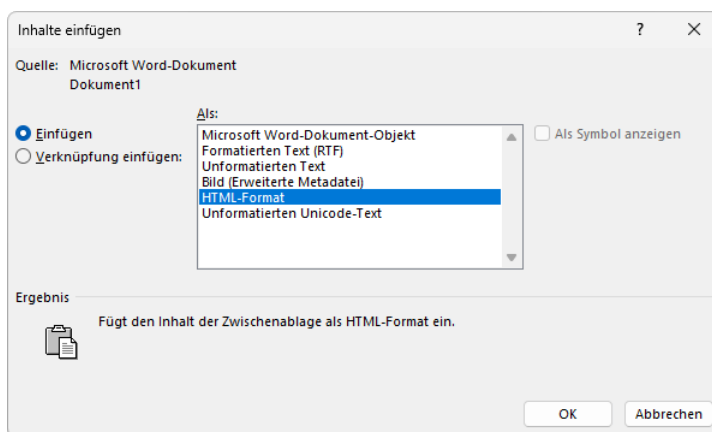 Inhalte einfügen
Quelle: Microsoft Word-Dokument
Dokument1
Als:
Einfügen
Verknüpfung einfügen:
Microsoft Word-Dokument-Objekt
Formatierten Text (RTF)
Unformatierten Text
Bild (Erweiterte Metadatei)
HTML-Format
Unformatierten Unicode-Text
Als Symbol anzeigen
Ergebnis
Fügt den Inhalt der Zwischenablage als HTML-Format ein.
OK
Abbrechen